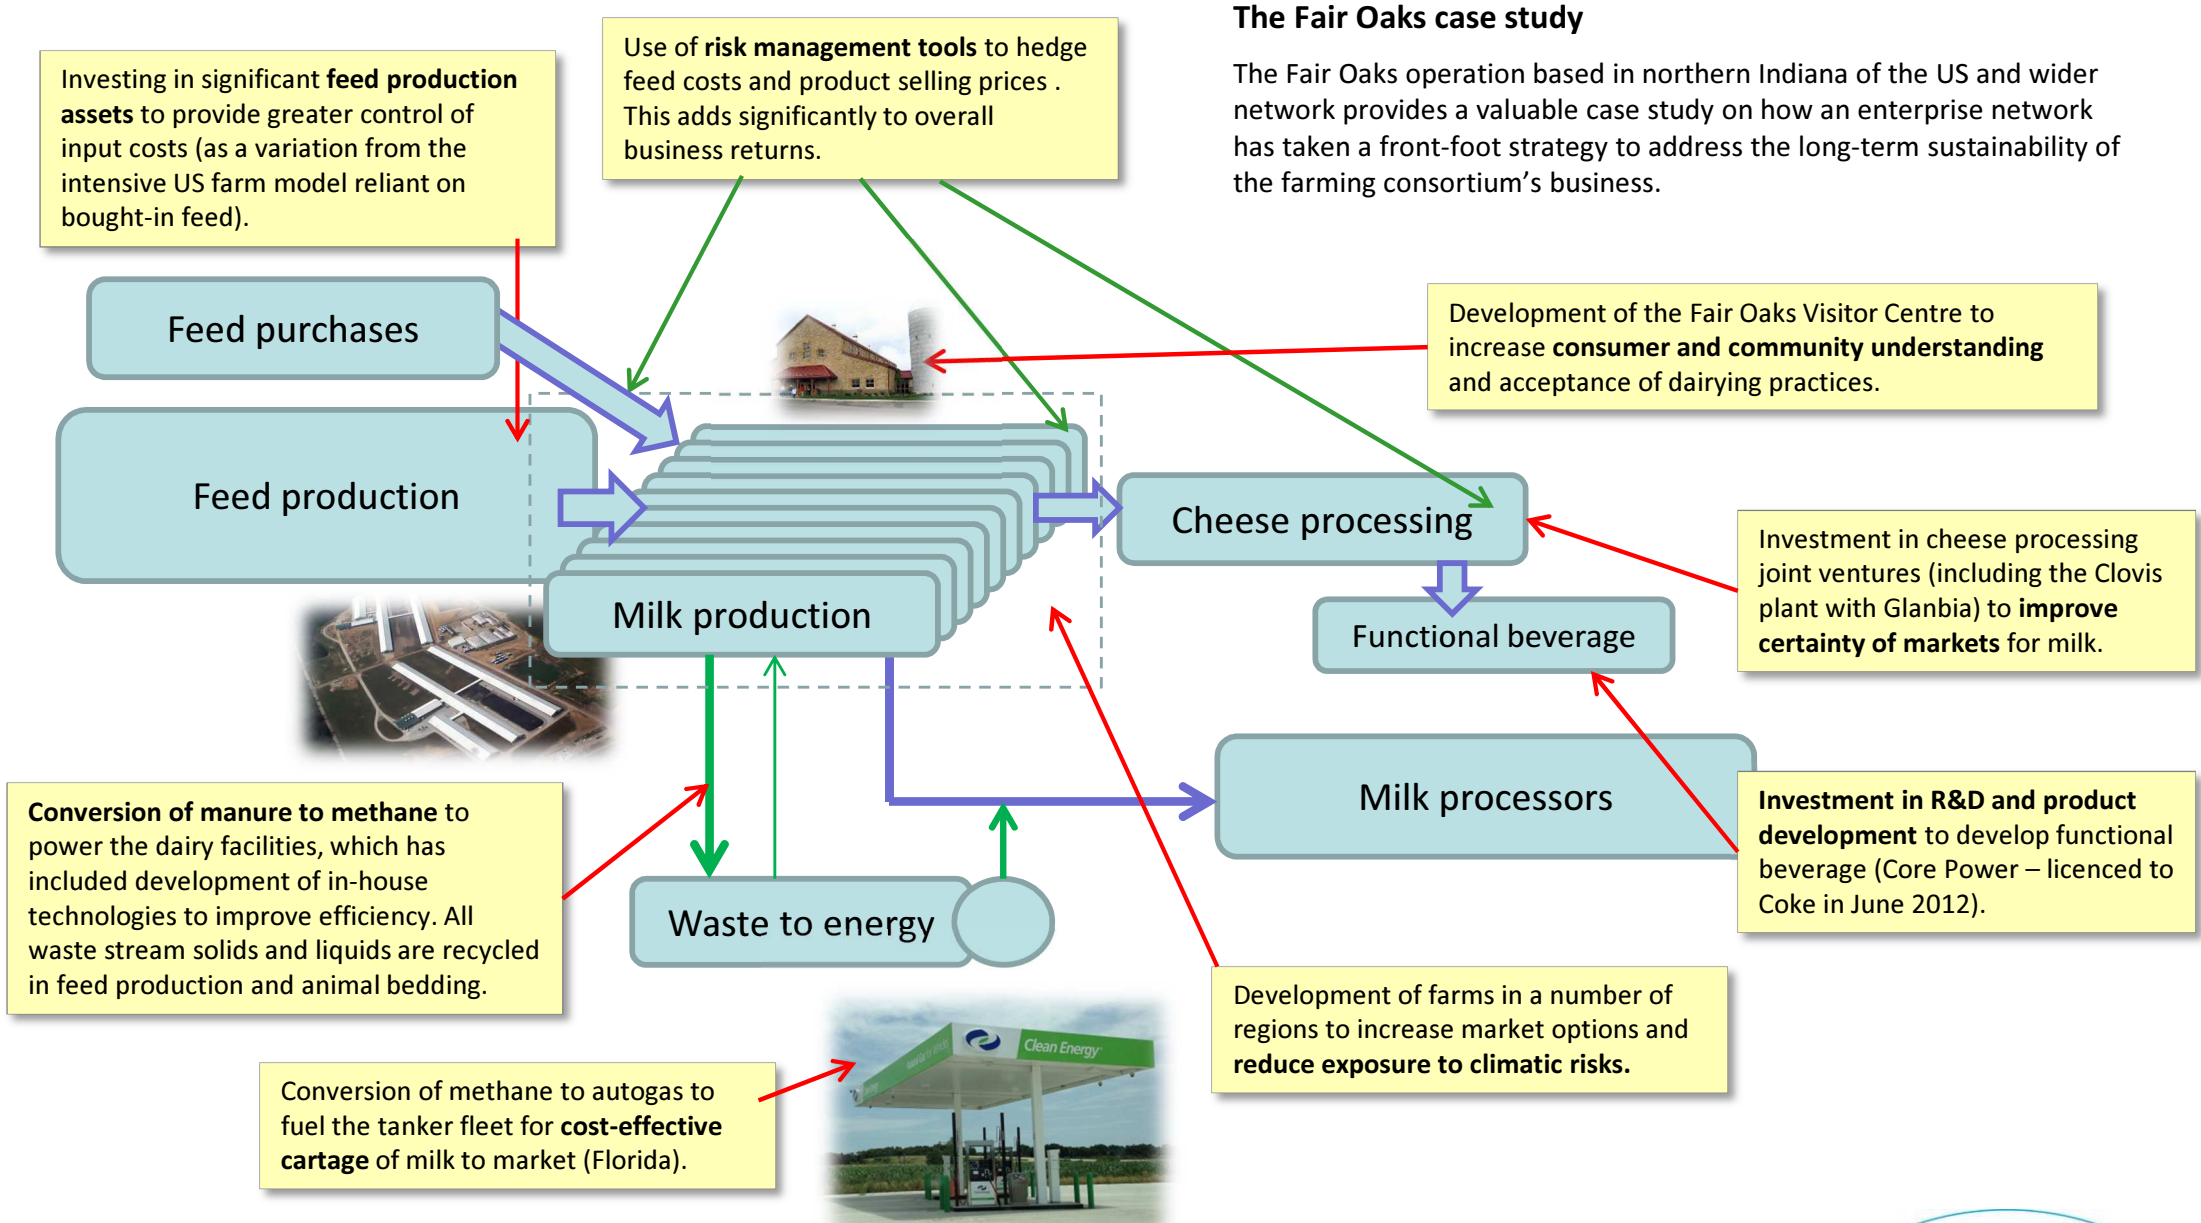 The Fair Oaks case study
The Fair Oaks operation based in northern Indiana of the US and wider
network provides a valuable case study on how an enterprise network
has taken a front-foot strategy to address the long-term sustainability of
the farming consortium's business.
Investing in significant feed production
assets to provide greater control of
input costs (as a variation from the
intensive US farm model reliant on
bought-in feed).
Use of risk management tools to hedge
feed costs and product selling prices .
This adds significantly to overall
business returns.
Feed purchases
Development of the Fair Oaks Visitor Centre to
increase consumer and community understanding
and acceptance of dairying practices.
Feed production
Milk production
Cheese processing
Functional beverage
Investment in cheese processing
joint ventures (including the Clovis
plant with Glanbia) to improve
certainty of markets for milk.
Milk processors
Investment in R&D and product
development to develop functional
beverage (Core Power – licenced to
Coke in June 2012).
Conversion of manure to methane to
power the dairy facilities, which has
included development of in-house
technologies to improve efficiency. All
waste stream solids and liquids are recycled
in feed production and animal bedding.
Waste to energy
Development of farms in a number of
regions to increase market options and
reduce exposure to climatic risks.
Conversion of methane to autogas to
fuel the tanker fleet for cost-effective
cartage of milk to market (Florida).
Clean Energy